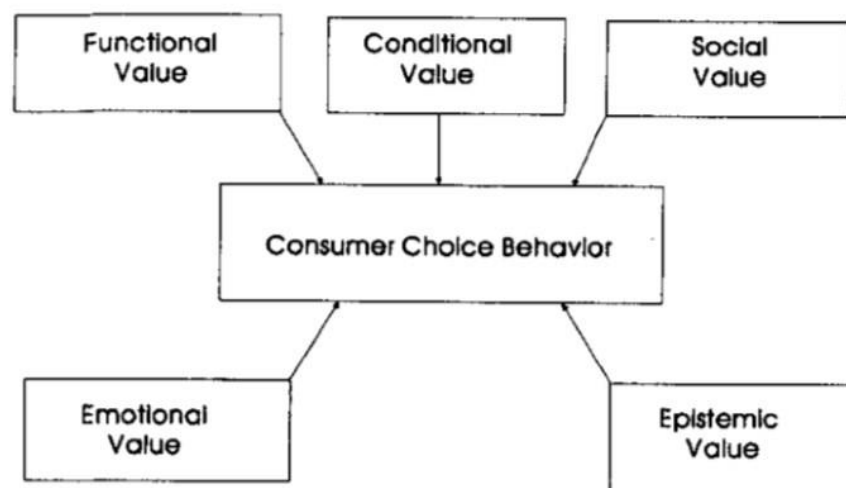 Functional
Value
Conditional
Value
Social
Value
Consumer Choice Behavior
Emotional
Value
Epistemic
Value